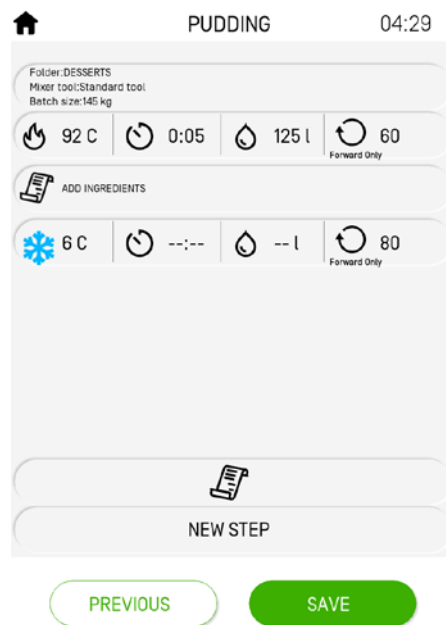 PUDDING 04:29
Folder:DESSERTS
Mixer tool:Standard tool
Batch size:145 kg
92 C 0:05 125 l 60
Forward Only
ADD INGREDIENTS
6 C --:-- -- l 80
Forward Only
NEW STEP
PREVIOUS SAVE